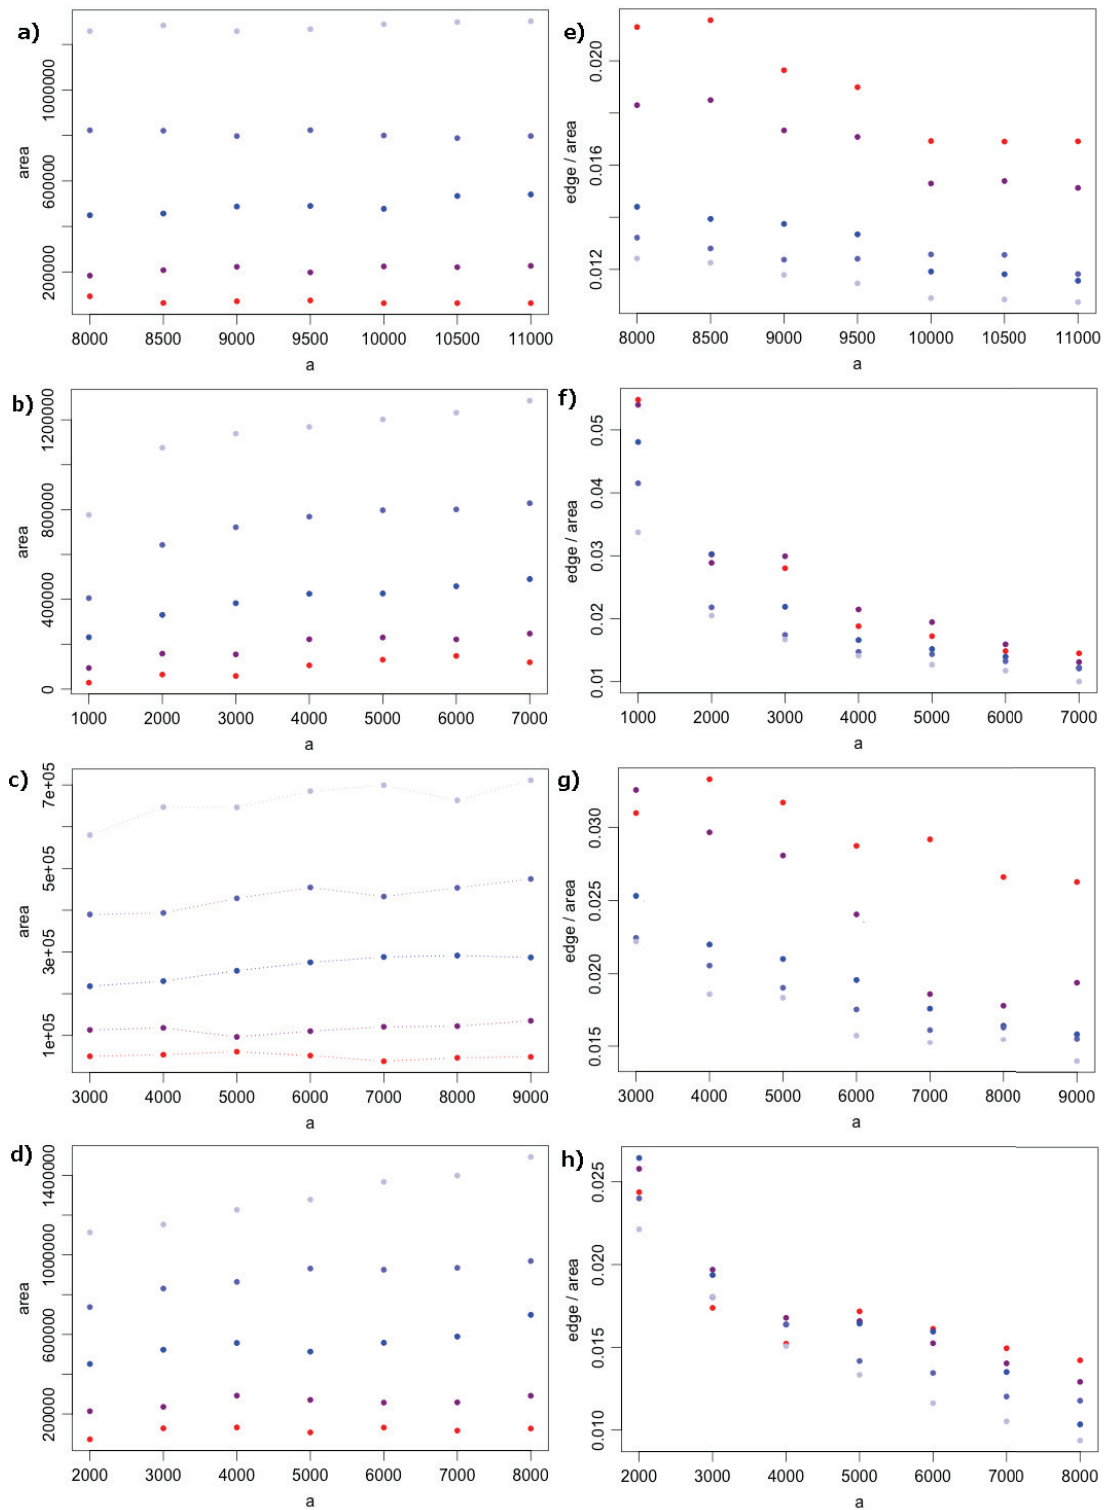 a)
area
200000 600000 1000000
8000 8500 9000 9500 10000 10500 11000
a
e)
edge / area
0.012 0.016 0.020
8000 8500 9000 9500 10000 10500 11000
a
b)
area
0 400000 800000 1200000
1000 2000 3000 4000 5000 6000 7000
a
f)
edge / area
0.01 0.02 0.03 0.04 0.05
1000 2000 3000 4000 5000 6000 7000
a
c)
area
1e+05 3e+05 5e+05 7e+05
3000 4000 5000 6000 7000 8000 9000
a
g)
edge / area
0.015 0.020 0.025 0.030
3000 4000 5000 6000 7000 8000 9000
a
d)
area
200000 600000 1000000 1400000
2000 3000 4000 5000 6000 7000 8000
a
h)
edge / area
0.010 0.015 0.020 0.025
2000 3000 4000 5000 6000 7000 8000
a